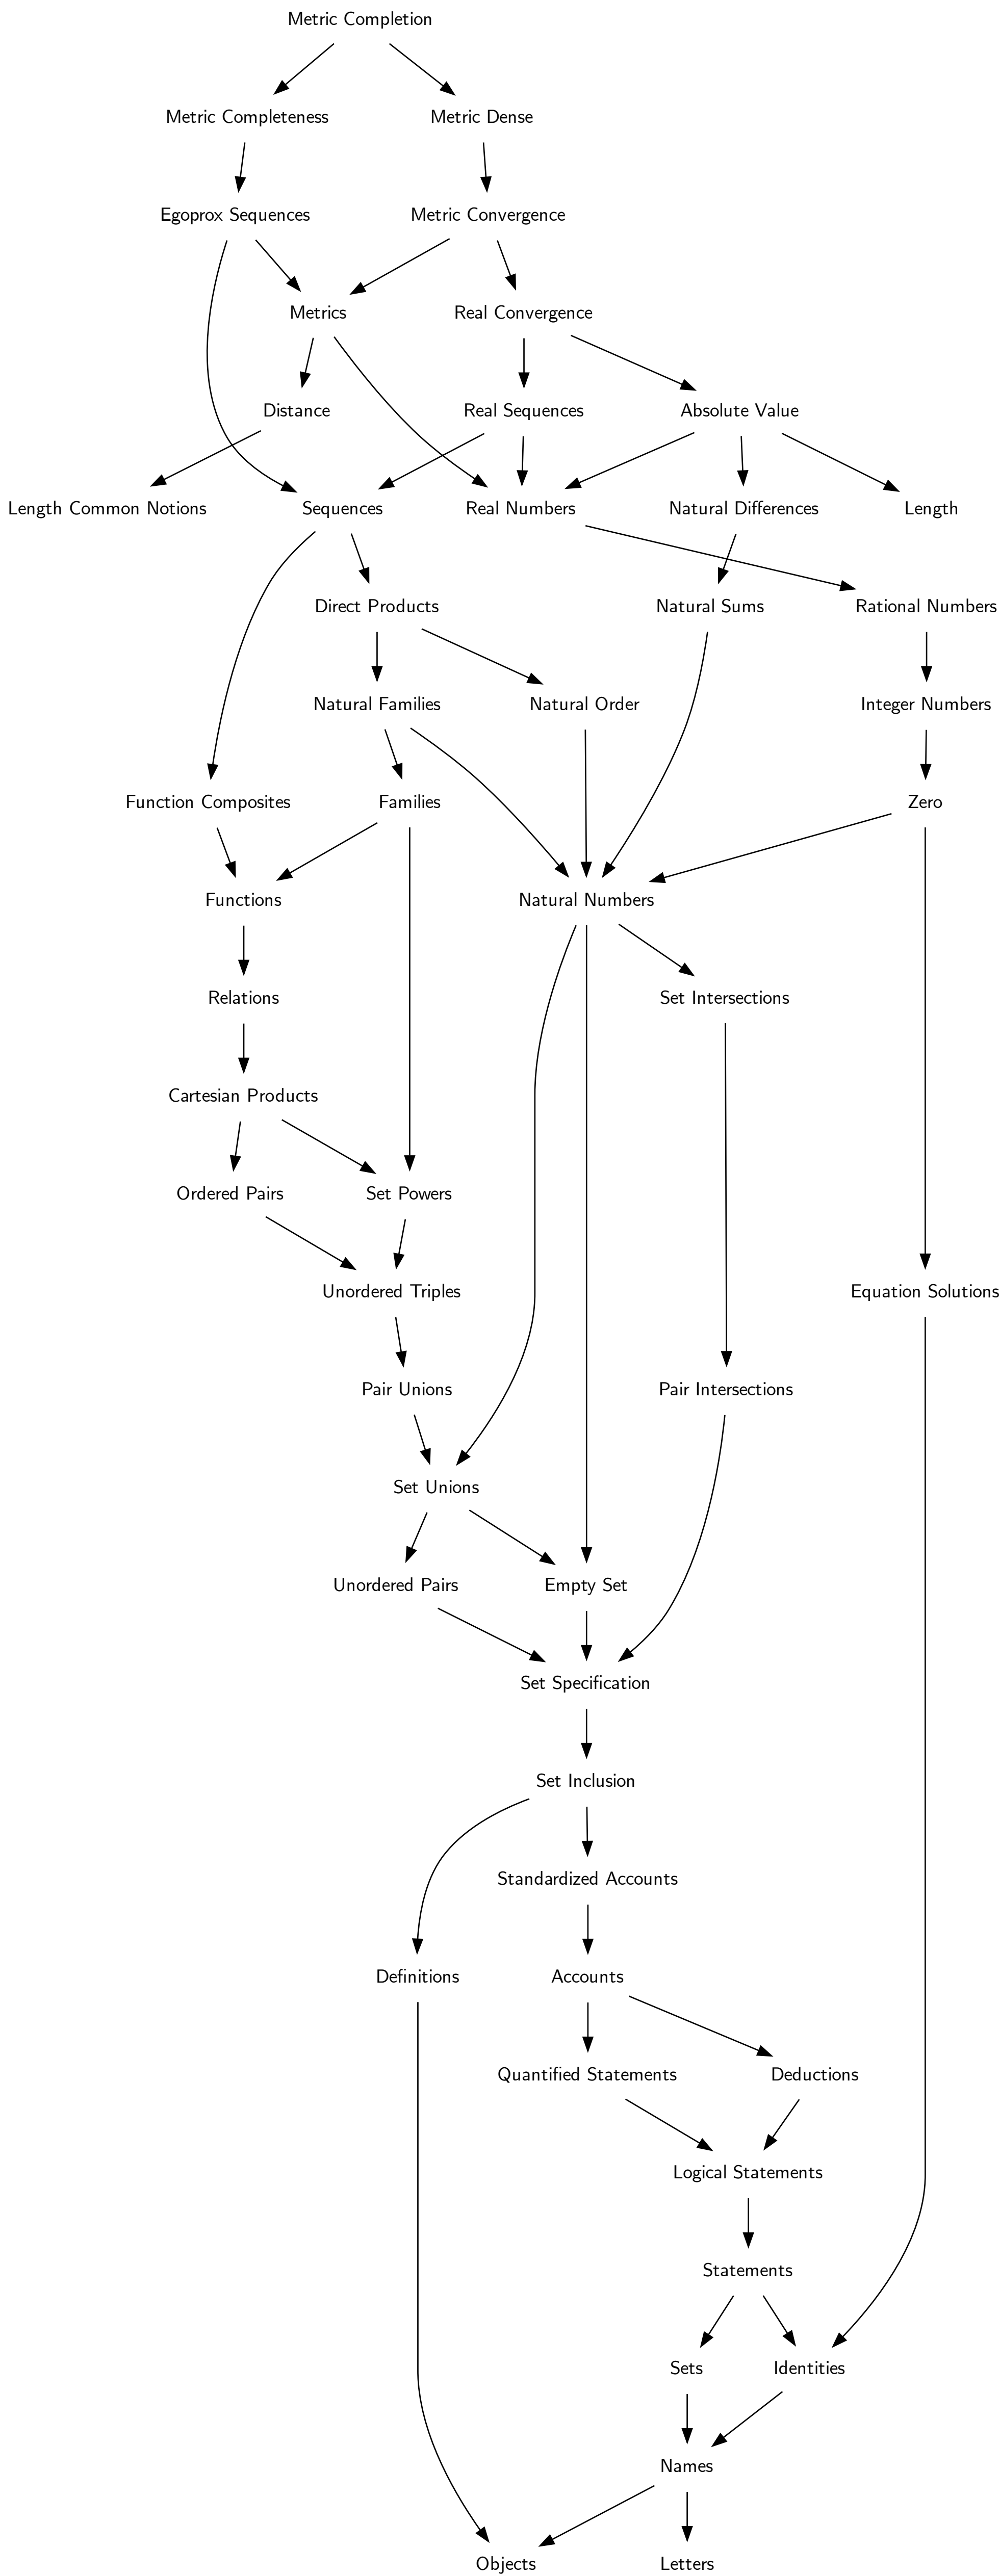 Metric Completion
Metric Completeness
Metric Dense
Egoprox Sequences
Metric Convergence
Metrics
Real Convergence
Distance
Real Sequences
Absolute Value
Length Common Notions
Sequences
Real Numbers
Natural Differences
Length
Direct Products
Natural Sums
Rational Numbers
Natural Families
Natural Order
Integer Numbers
Function Composites
Families
Zero
Functions
Natural Numbers
Relations
Set Intersections
Cartesian Products
Ordered Pairs
Set Powers
Unordered Triples
Equation Solutions
Pair Unions
Pair Intersections
Set Unions
Unordered Pairs
Empty Set
Set Specification
Set Inclusion
Standardized Accounts
Definitions
Accounts
Quantified Statements
Deductions
Logical Statements
Statements
Sets
Identities
Names
Objects
Letters